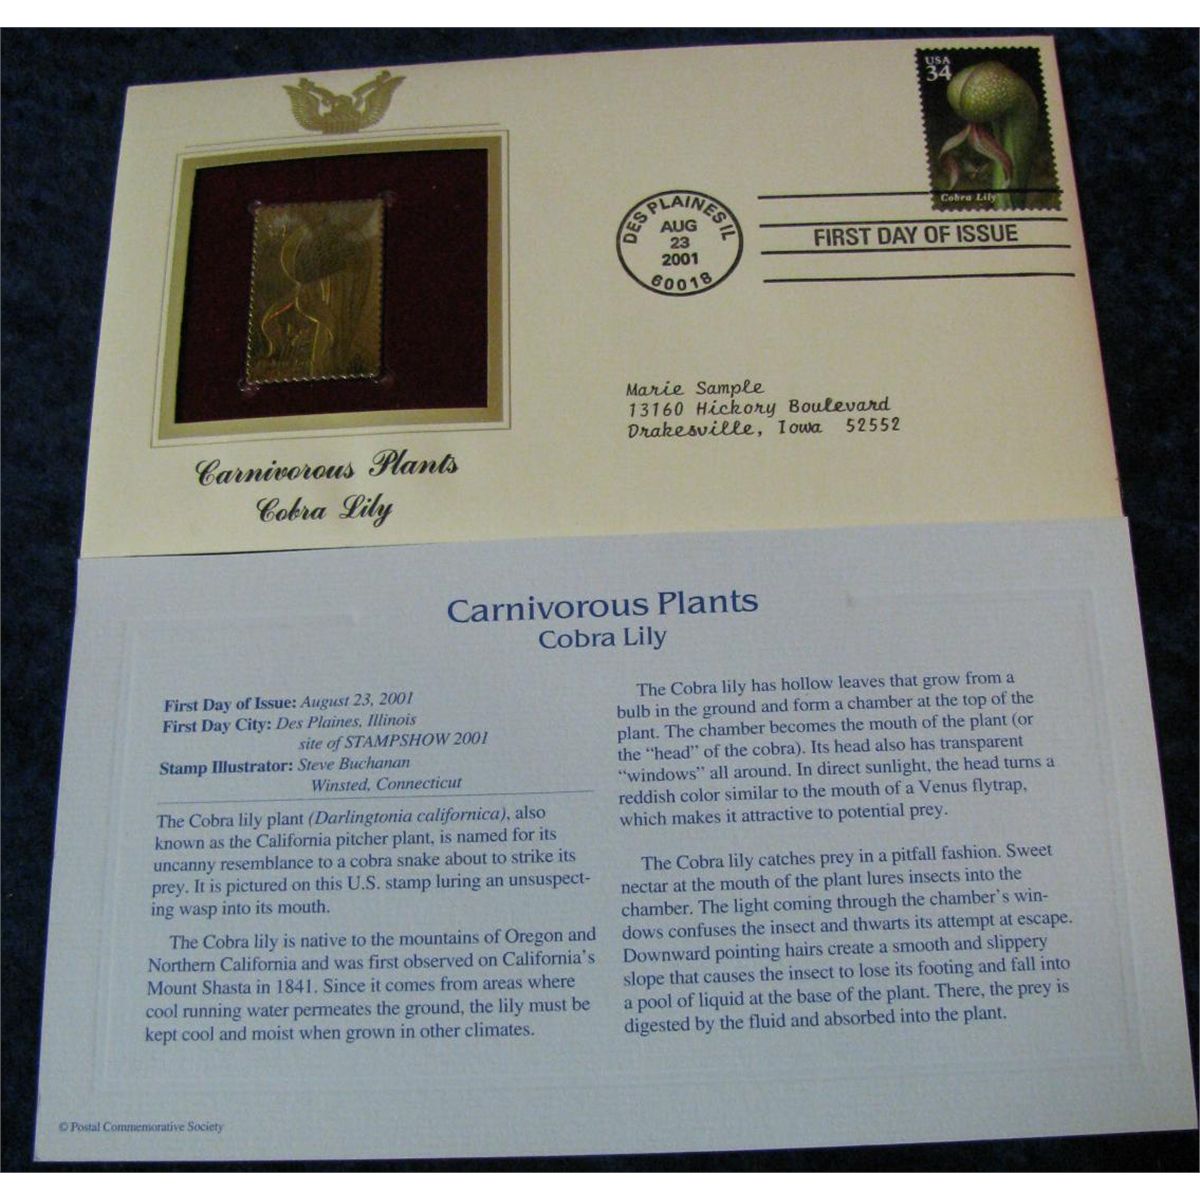 USA
34
Cobra Lily
DES PLAINES IL
AUG
23
2001
60018
FIRST DAY OF ISSUE
Marie Sample
13160 Hickory Boulevard
Drakesville, Iowa 52552
Carnivorous Plants
Cobra Lily
Carnivorous Plants
Cobra Lily
First Day of Issue: August 23, 2001
First Day City: Des Plaines, Illinois
site of STAMPSHOW 2001
Stamp Illustrator: Steve Buchanan
Winsted, Connecticut
The Cobra lily plant (Darlingtonia californica), also
known as the California pitcher plant, is named for its
uncanny resemblance to a cobra snake about to strike its
prey. It is pictured on this U.S. stamp luring an unsuspect-
ing wasp into its mouth.
The Cobra lily is native to the mountains of Oregon and
Northern California and was first observed on California's
Mount Shasta in 1841. Since it comes from areas where
cool running water permeates the ground, the lily must be
kept cool and moist when grown in other climates.
The Cobra lily has hollow leaves that grow from a
bulb in the ground and form a chamber at the top of the
plant. The chamber becomes the mouth of the plant (or
the “head” of the cobra). Its head also has transparent
“windows” all around. In direct sunlight, the head turns a
reddish color similar to the mouth of a Venus flytrap,
which makes it attractive to potential prey.
The Cobra lily catches prey in a pitfall fashion. Sweet
nectar at the mouth of the plant lures insects into the
chamber. The light coming through the chamber's win-
dows confuses the insect and thwarts its attempt at escape.
Downward pointing hairs create a smooth and slippery
slope that causes the insect to lose its footing and fall into
a pool of liquid at the base of the plant. There, the prey is
digested by the fluid and absorbed into the plant.
© Postal Commemorative Society